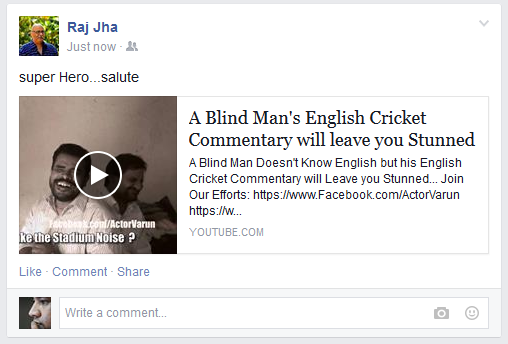 Raj Jha
Just now ·
super Hero...salute
Facebook.com/ActorVarun
ke the Stadium Noise ?
A Blind Man's English Cricket
Commentary will leave you Stunned
A Blind Man Doesn't Know English but his English
Cricket Commentary will Leave you Stunned... Join
Our Efforts: https://www.Facebook.com/ActorVarun
https://w...
YOUTUBE.COM
Like · Comment · Share
Write a comment...